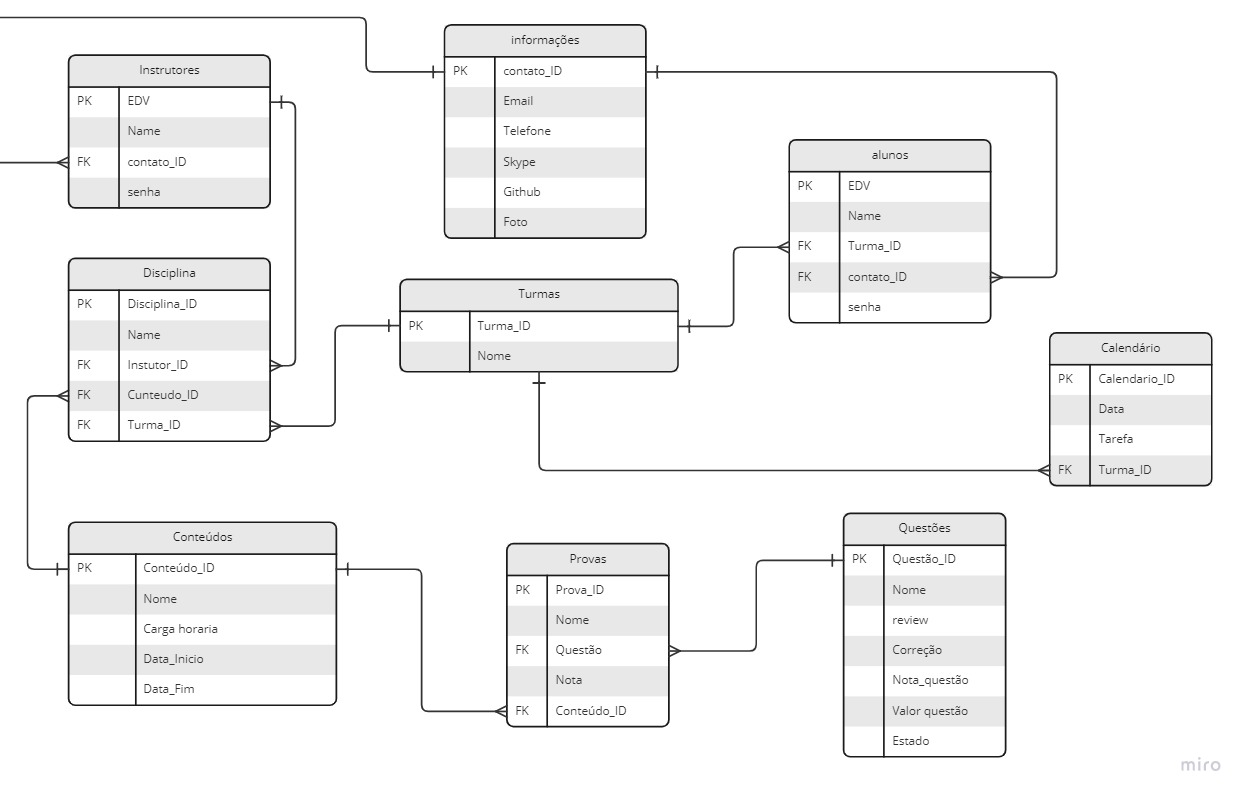 informações
PK contato_ID
Email
Telefone
Skype
Github
Foto
Instrutores
PK EDV
Name
FK contato_ID
senha
alunos
PK EDV
Name
FK Turma_ID
FK contato_ID
senha
Disciplina
PK Disciplina_ID
Name
FK Instutor_ID
FK Cunteudo_ID
FK Turma_ID
Turmas
PK Turma_ID
Nome
Calendário
PK Calendario_ID
Data
Tarefa
FK Turma_ID
Conteúdos
PK Conteúdo_ID
Nome
Carga horaria
Data_Inicio
Data_Fim
Provas
PK Prova_ID
Nome
FK Questão
Nota
FK Conteúdo_ID
Questões
PK Questão_ID
Nome
review
Correção
Nota_questão
Valor questão
Estado
miro